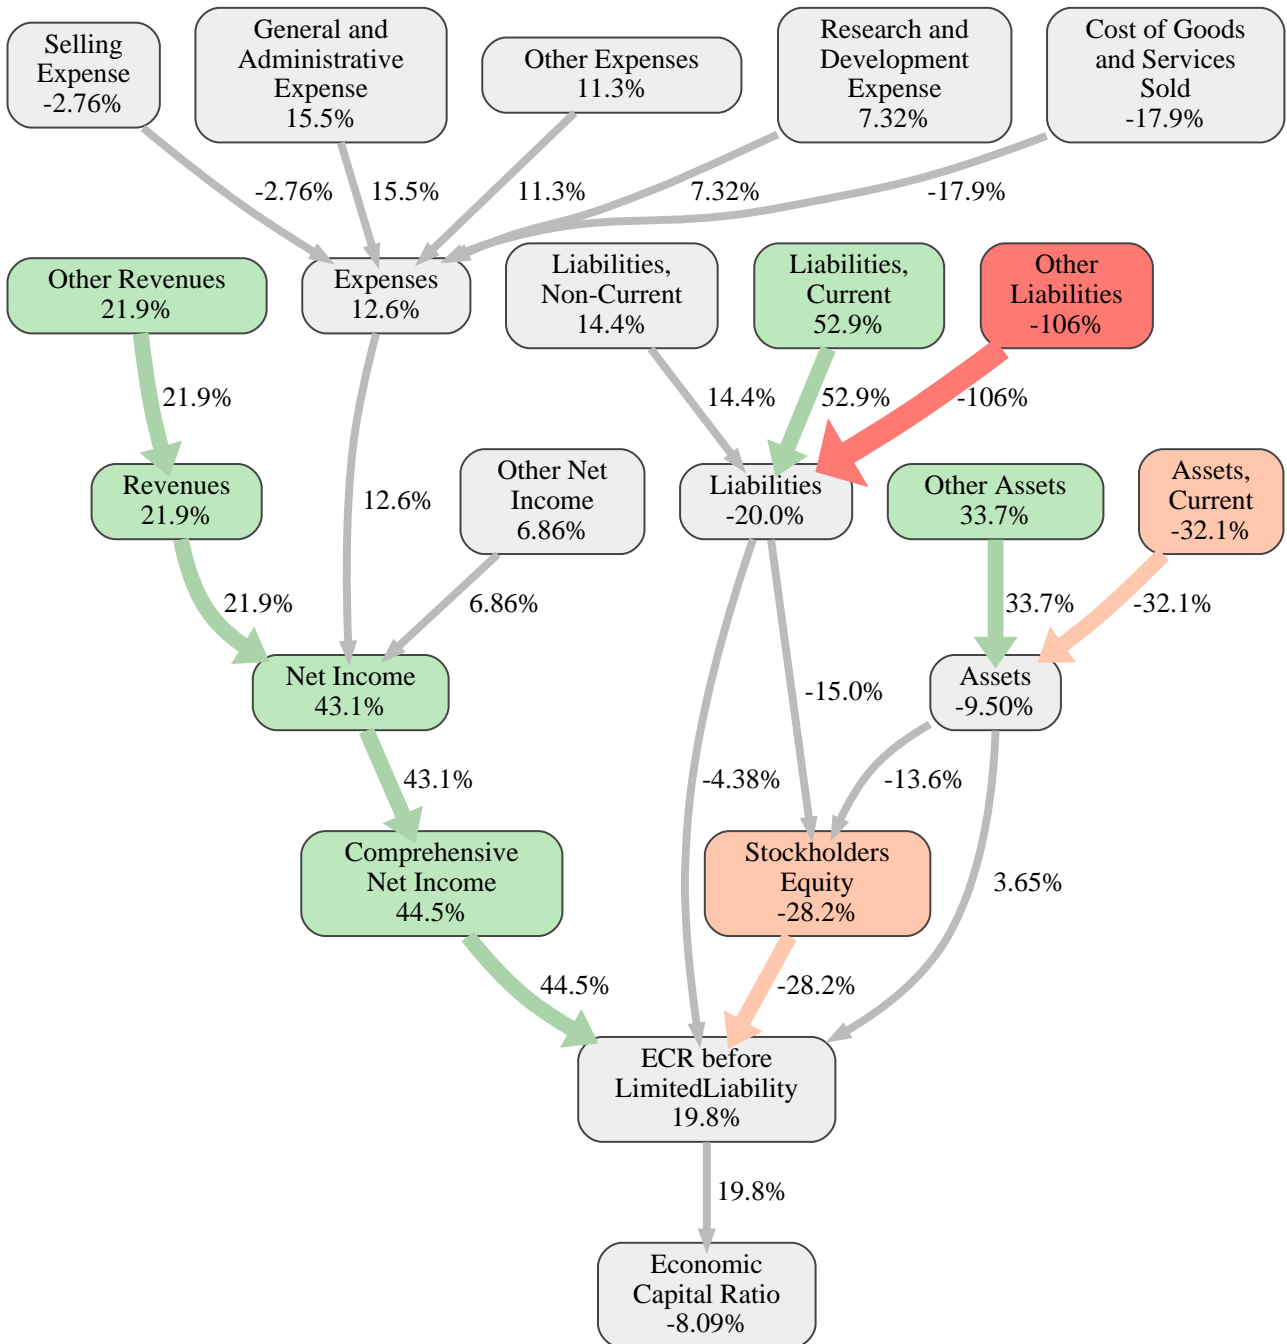 Selling
Expense
-2.76%
General and
Administrative
Expense
15.5%
Other Expenses
11.3%
Research and
Development
Expense
7.32%
Cost of Goods
and Services
Sold
-17.9%
-2.76%
15.5%
11.3%
7.32%
-17.9%
Other Revenues
21.9%
Expenses
12.6%
Liabilities,
Non-Current
14.4%
Liabilities,
Current
52.9%
Other
Liabilities
-106%
21.9%
14.4%
52.9%
-106%
Revenues
21.9%
12.6%
Other Net
Income
6.86%
Liabilities
-20.0%
Other Assets
33.7%
Assets,
Current
-32.1%
21.9%
6.86%
33.7%
-32.1%
Net Income
43.1%
-15.0%
Assets
-9.50%
43.1%
-4.38%
-13.6%
Comprehensive
Net Income
44.5%
Stockholders
Equity
-28.2%
3.65%
44.5%
-28.2%
ECR before
LimitedLiability
19.8%
19.8%
Economic
Capital Ratio
-8.09%